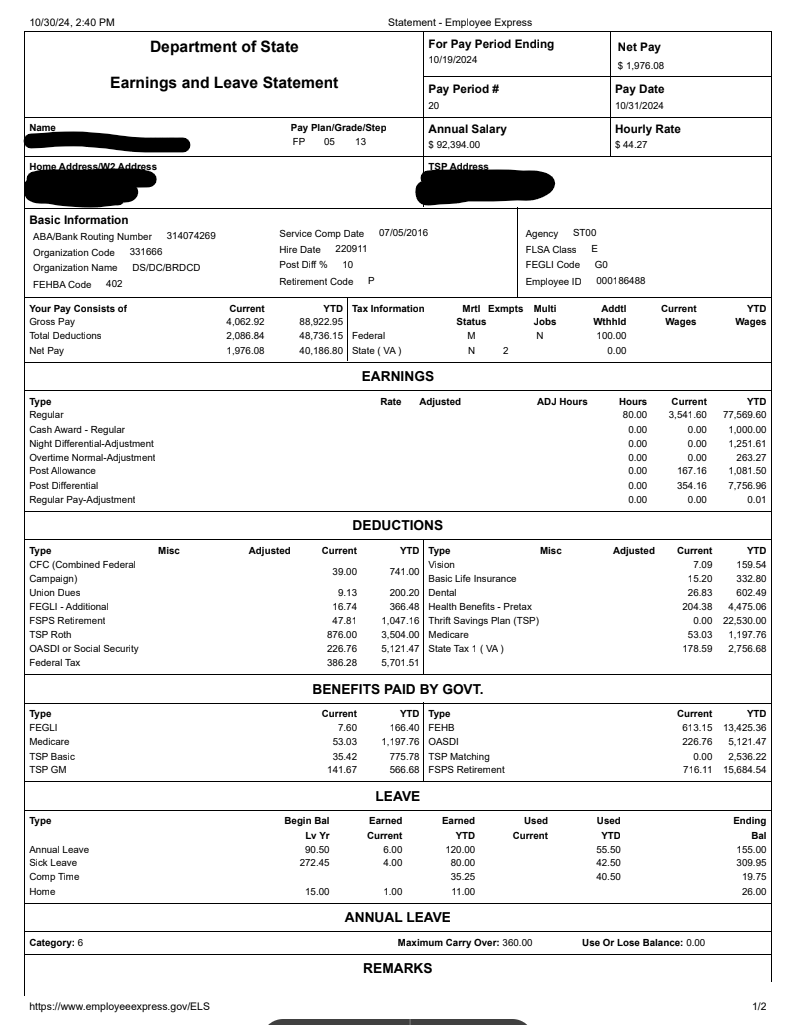 10/30/24, 2:40 PM Statement - Employee Express
Department of State
Earnings and Leave Statement
For Pay Period Ending
10/19/2024
Net Pay
$ 1,976.08
Pay Period #
20
Pay Date
10/31/2024
Name
Pay Plan/Grade/Step
FP 05 13
Annual Salary
$ 92,394.00
Hourly Rate
$ 44.27
Home Address/W2 Address
TSP Address
Basic Information
ABA/Bank Routing Number 314074269
Organization Code 331666
Organization Name DS/DC/BRDCD
FEHBA Code 402
Service Comp Date 07/05/2016
Hire Date 220911
Post Diff % 10
Retirement Code P
Agency ST00
FLSA Class E
FEGLI Code G0
Employee ID 000186488
Your Pay Consists of Current YTD
Gross Pay 4,062.92 88,922.95
Total Deductions 2,086.84 48,736.15
Net Pay 1,976.08 40,186.80
Tax Information Mrtl Exmpts Multi Addtl Current YTD
Status Jobs Wthhld Wages Wages
Federal M N 100.00
State ( VA ) N 2 0.00
EARNINGS
Type Rate Adjusted ADJ Hours Hours Current YTD
Regular 80.00 3,541.60 77,569.60
Cash Award - Regular 0.00 0.00 1,000.00
Night Differential-Adjustment 0.00 0.00 1,251.61
Overtime Normal-Adjustment 0.00 0.00 263.27
Post Allowance 0.00 167.16 1,081.50
Post Differential 0.00 354.16 7,756.96
Regular Pay-Adjustment 0.00 0.00 0.01
DEDUCTIONS
Type Misc Adjusted Current YTD
CFC (Combined Federal
Campaign) 39.00 741.00
Union Dues 9.13 200.20
FEGLI - Additional 16.74 366.48
FSPS Retirement 47.81 1,047.16
TSP Roth 876.00 3,504.00
OASDI or Social Security 226.76 5,121.47
Federal Tax 386.28 5,701.51
Type Misc Adjusted Current YTD
Vision 7.09 159.54
Basic Life Insurance 15.20 332.80
Dental 26.83 602.49
Health Benefits - Pretax 204.38 4,475.06
Thrift Savings Plan (TSP) 0.00 22,530.00
Medicare 53.03 1,197.76
State Tax 1 ( VA ) 178.59 2,756.68
BENEFITS PAID BY GOVT.
Type Current YTD
FEGLI 7.60 166.40
Medicare 53.03 1,197.76
TSP Basic 35.42 775.78
TSP GM 141.67 566.68
Type Current YTD
FEHB 613.15 13,425.36
OASDI 226.76 5,121.47
TSP Matching 0.00 2,536.22
FSPS Retirement 716.11 15,684.54
LEAVE
Type Begin Bal Earned Earned Used Used Ending
Lv Yr Current YTD Current YTD Bal
Annual Leave 90.50 6.00 120.00 55.50 155.00
Sick Leave 272.45 4.00 80.00 42.50 309.95
Comp Time 35.25 40.50 19.75
Home 15.00 1.00 11.00 26.00
ANNUAL LEAVE
Category: 6 Maximum Carry Over: 360.00 Use Or Lose Balance: 0.00
REMARKS
https://www.employeeexpress.gov/ELS 1/2